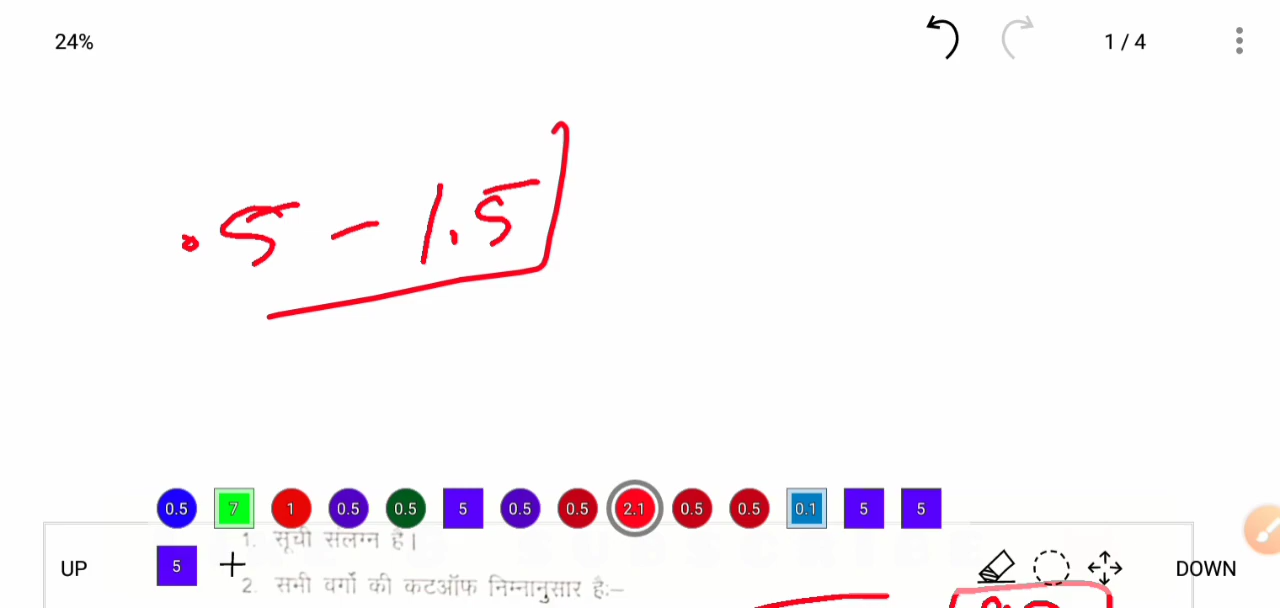 24%
1 / 4
.5 - 1.5
0.5 7 1 0.5 0.5 5 0.5 0.5 2.1 0.5 0.5 0.1 5 5
1. सूची संलग्न है।
UP 5 + DOWN
2. सभी वर्गों की कटऑफ निम्नानुसार है:–